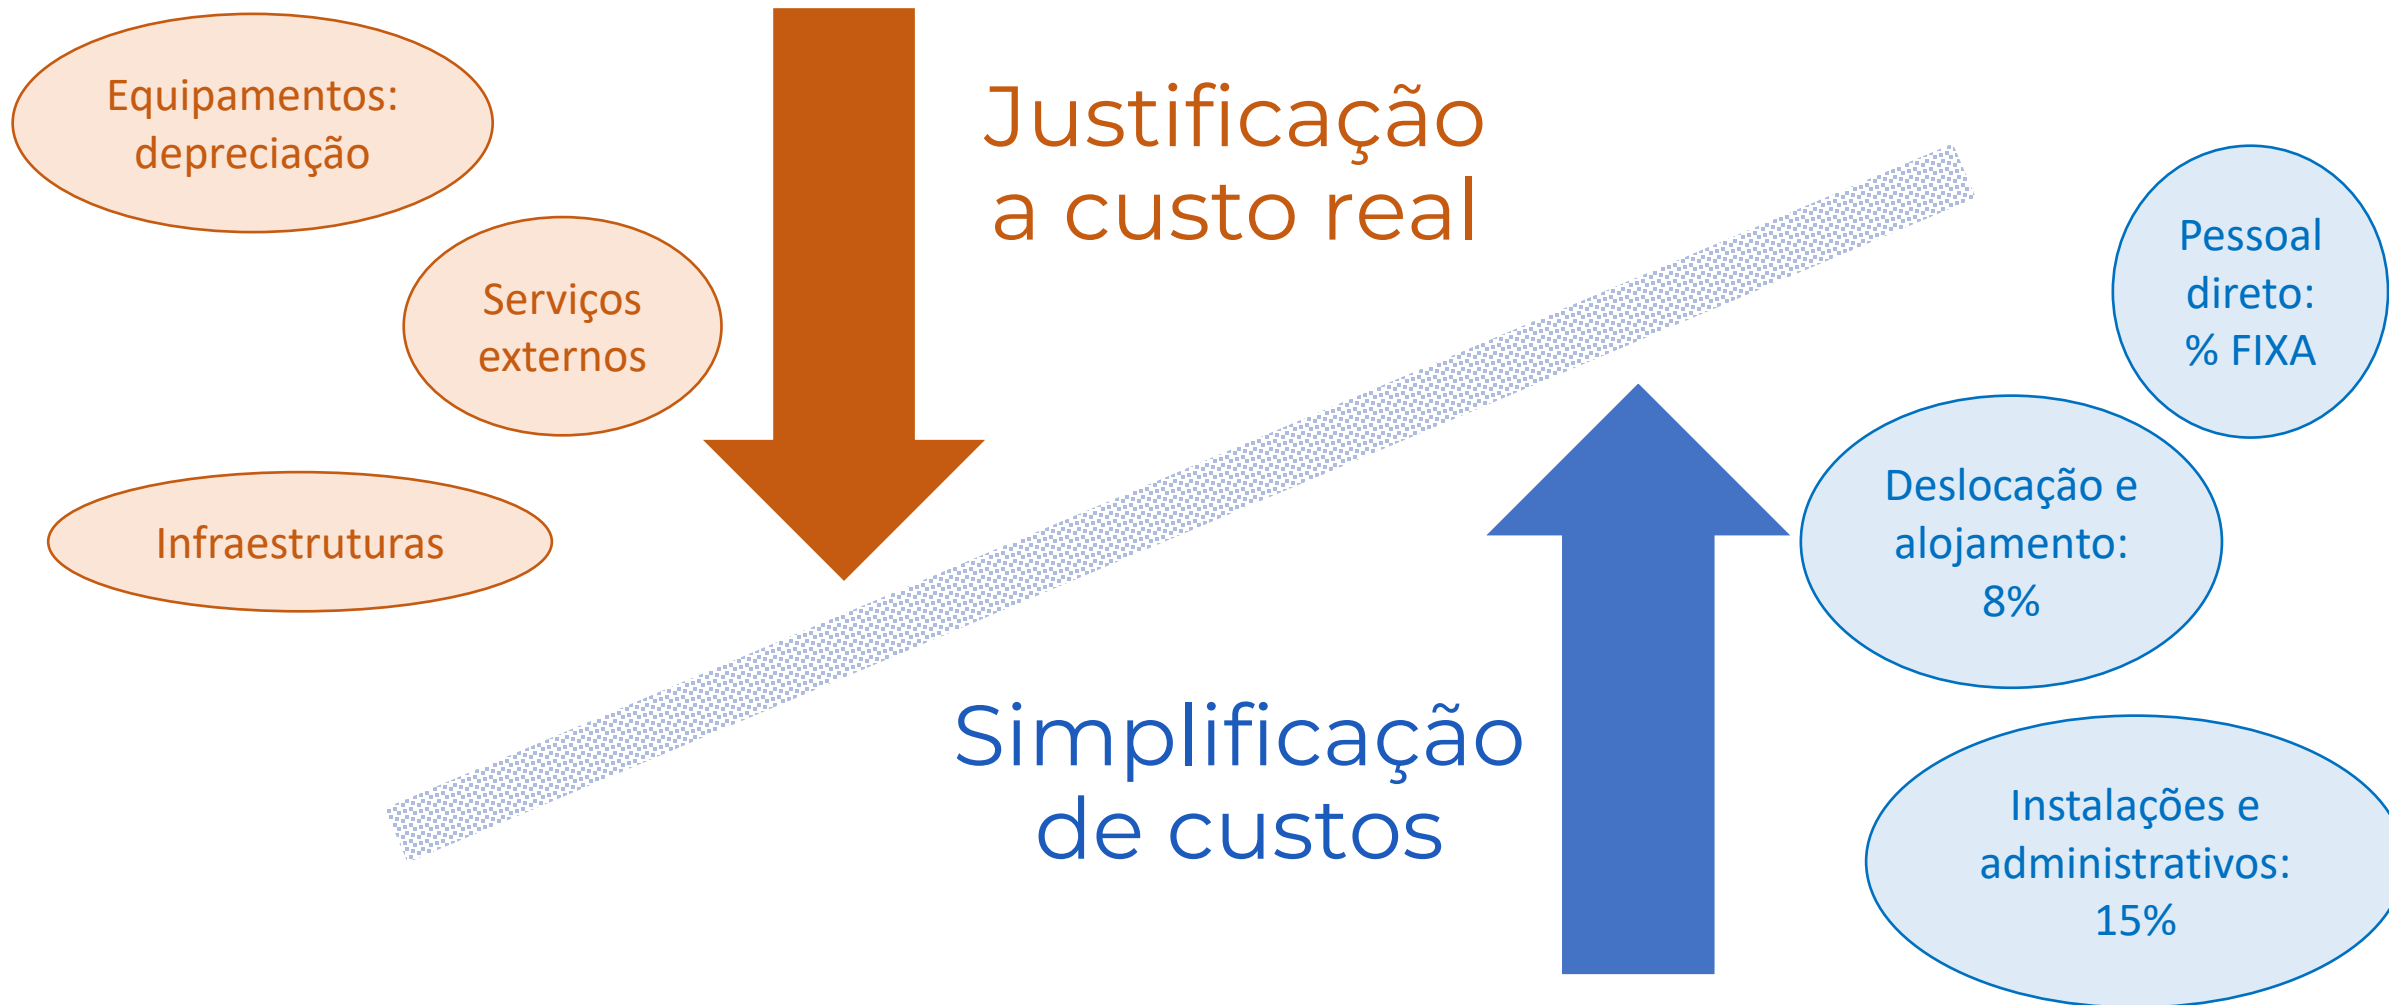 Equipamentos:
depreciação
Serviços
externos
Infraestruturas
Justificação
a custo real
Simplificação
de custos
Pessoal
direto:
% FIXA
Deslocação e
alojamento:
8%
Instalações e
administrativos:
15%